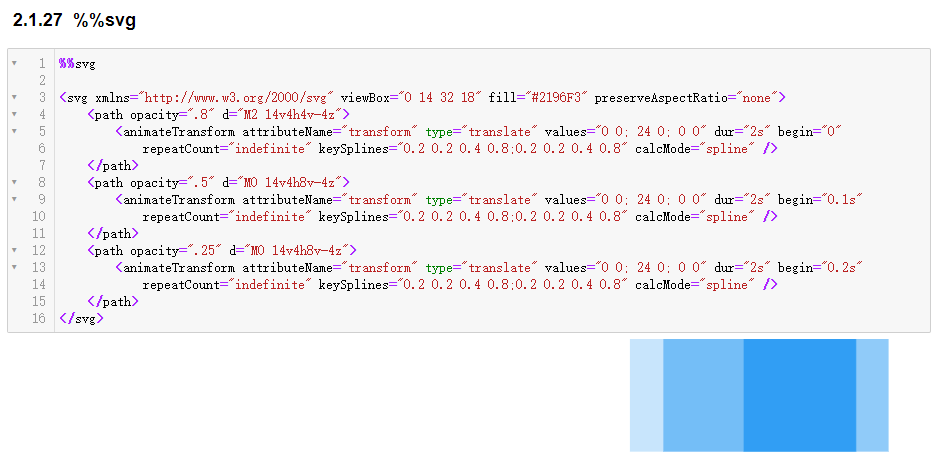 2.1.27 %%svg
1 %%svg
2
3 <svg xmlns="http://www.w3.org/2000/svg" viewBox="0 14 32 18" fill="#2196F3" preserveAspectRatio="none">
4 <path opacity=".8" d="M2 14v4h4v-4z">
5 <animateTransform attributeName="transform" type="translate" values="0 0; 24 0; 0 0" dur="2s" begin="0"
6 repeatCount="indefinite" keySplines="0.2 0.2 0.4 0.8;0.2 0.2 0.4 0.8" calcMode="spline" />
7 </path>
8 <path opacity=".5" d="M0 14v4h8v-4z">
9 <animateTransform attributeName="transform" type="translate" values="0 0; 24 0; 0 0" dur="2s" begin="0.1s"
10 repeatCount="indefinite" keySplines="0.2 0.2 0.4 0.8;0.2 0.2 0.4 0.8" calcMode="spline" />
11 </path>
12 <path opacity=".25" d="M0 14v4h8v-4z">
13 <animateTransform attributeName="transform" type="translate" values="0 0; 24 0; 0 0" dur="2s" begin="0.2s"
14 repeatCount="indefinite" keySplines="0.2 0.2 0.4 0.8;0.2 0.2 0.4 0.8" calcMode="spline" />
15 </path>
16 </svg>